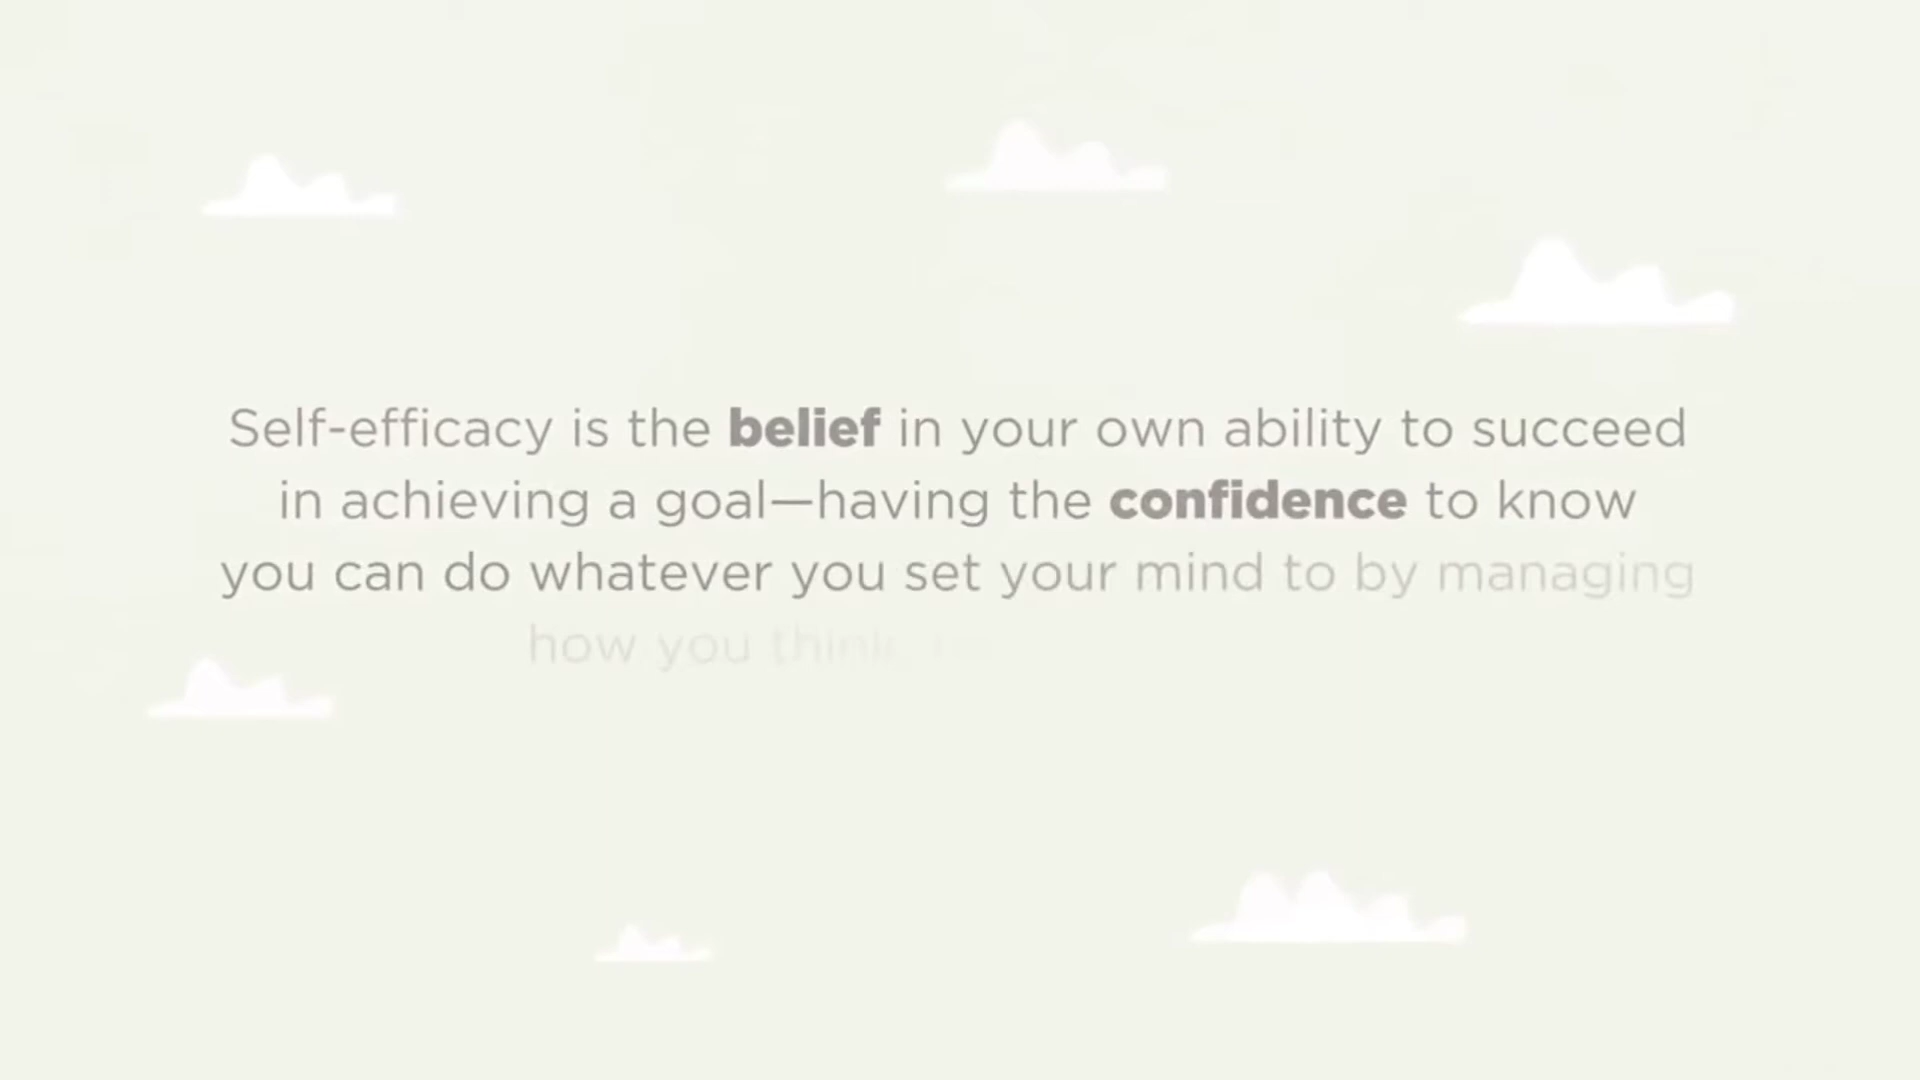 Self-efficacy is the belief in your own ability to succeed
in achieving a goal—having the confidence to know
you can do whatever you set your mind to by managing
how you think